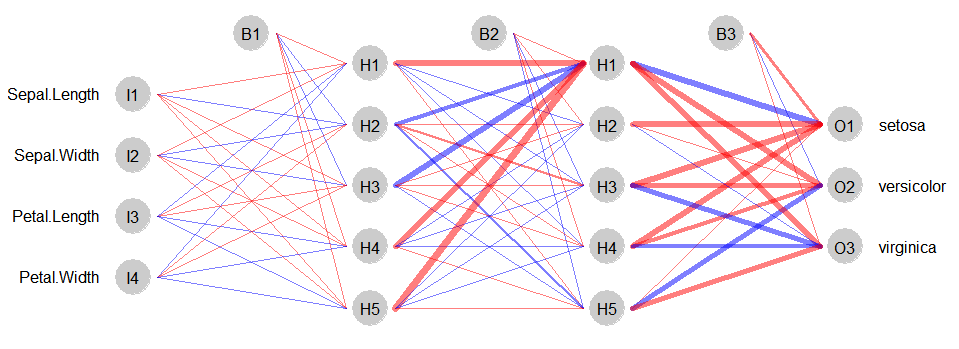 B1 B2 B3
H1 H1
Sepal.Length I1
H2 H2 O1 setosa
Sepal.Width I2
H3 H3 O2 versicolor
Petal.Length I3
H4 H4 O3 virginica
Petal.Width I4
H5 H5